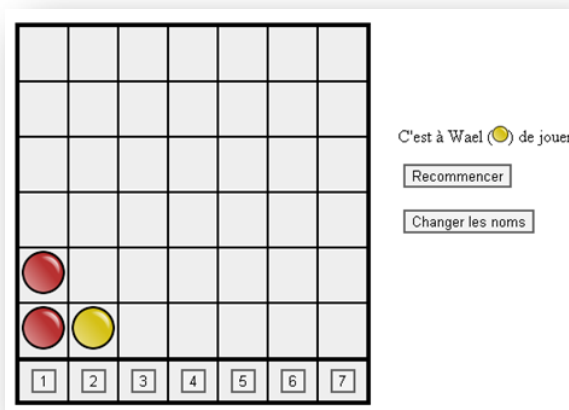 C'est à Wael () de jouer
Recommencer
Changer les noms
1 2 3 4 5 6 7